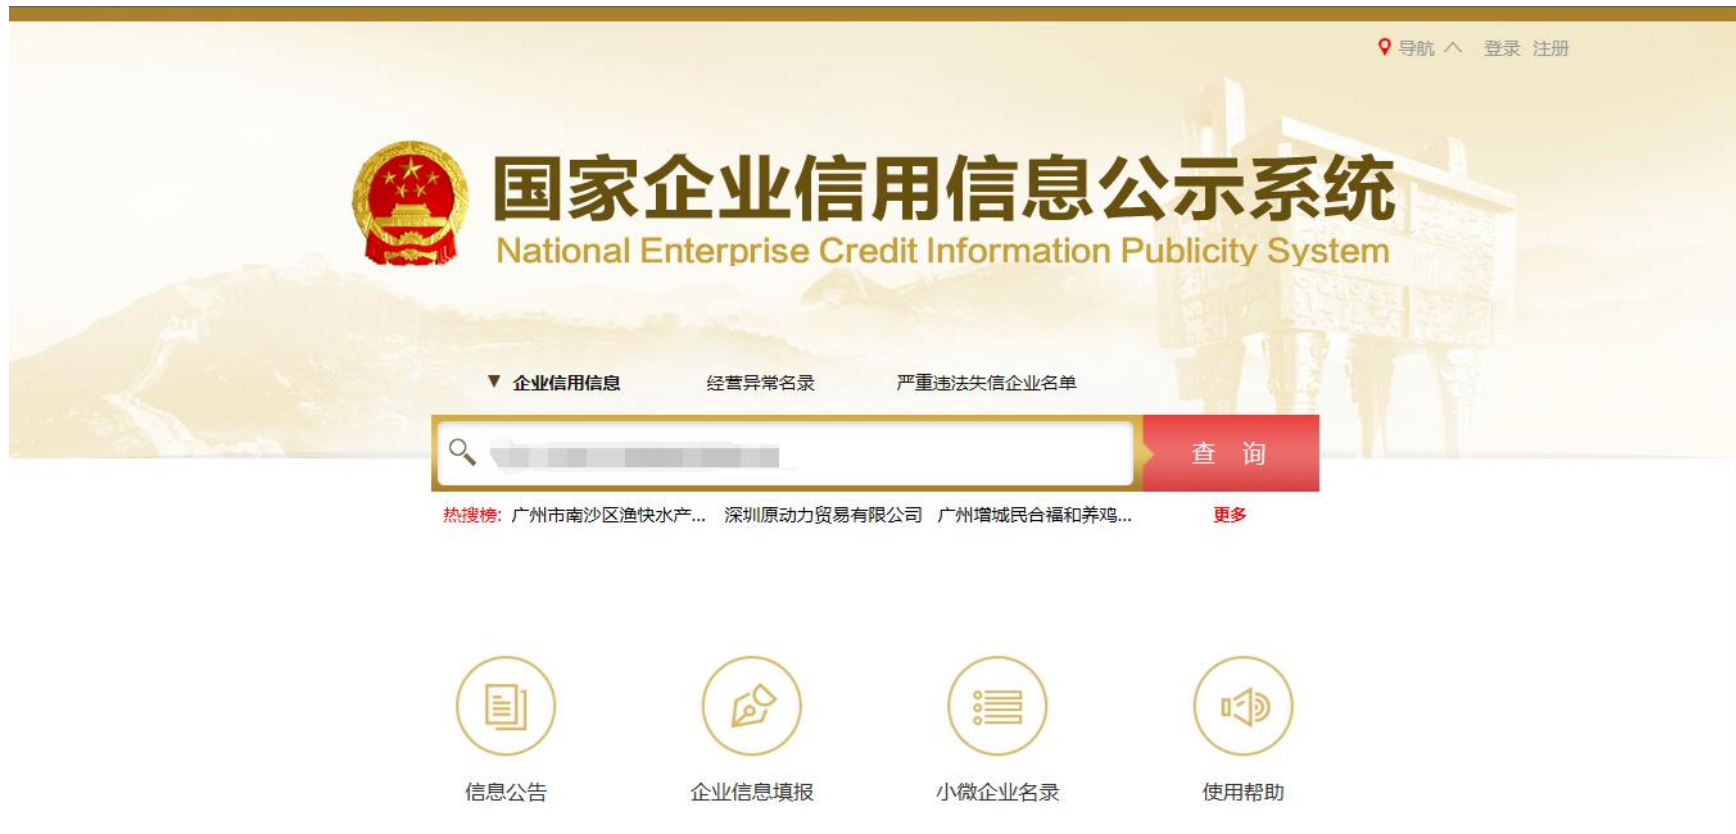 导航 登录 注册
国家企业信用信息公示系统
National Enterprise Credit Information Publicity System
▼ 企业信用信息 经营异常名录 严重违法失信企业名单
查 询
热搜榜: 广州市南沙区渔快水产... 深圳原动力贸易有限公司 广州增城民合福和养鸡... 更多
信息公告 企业信息填报 小微企业名录 使用帮助